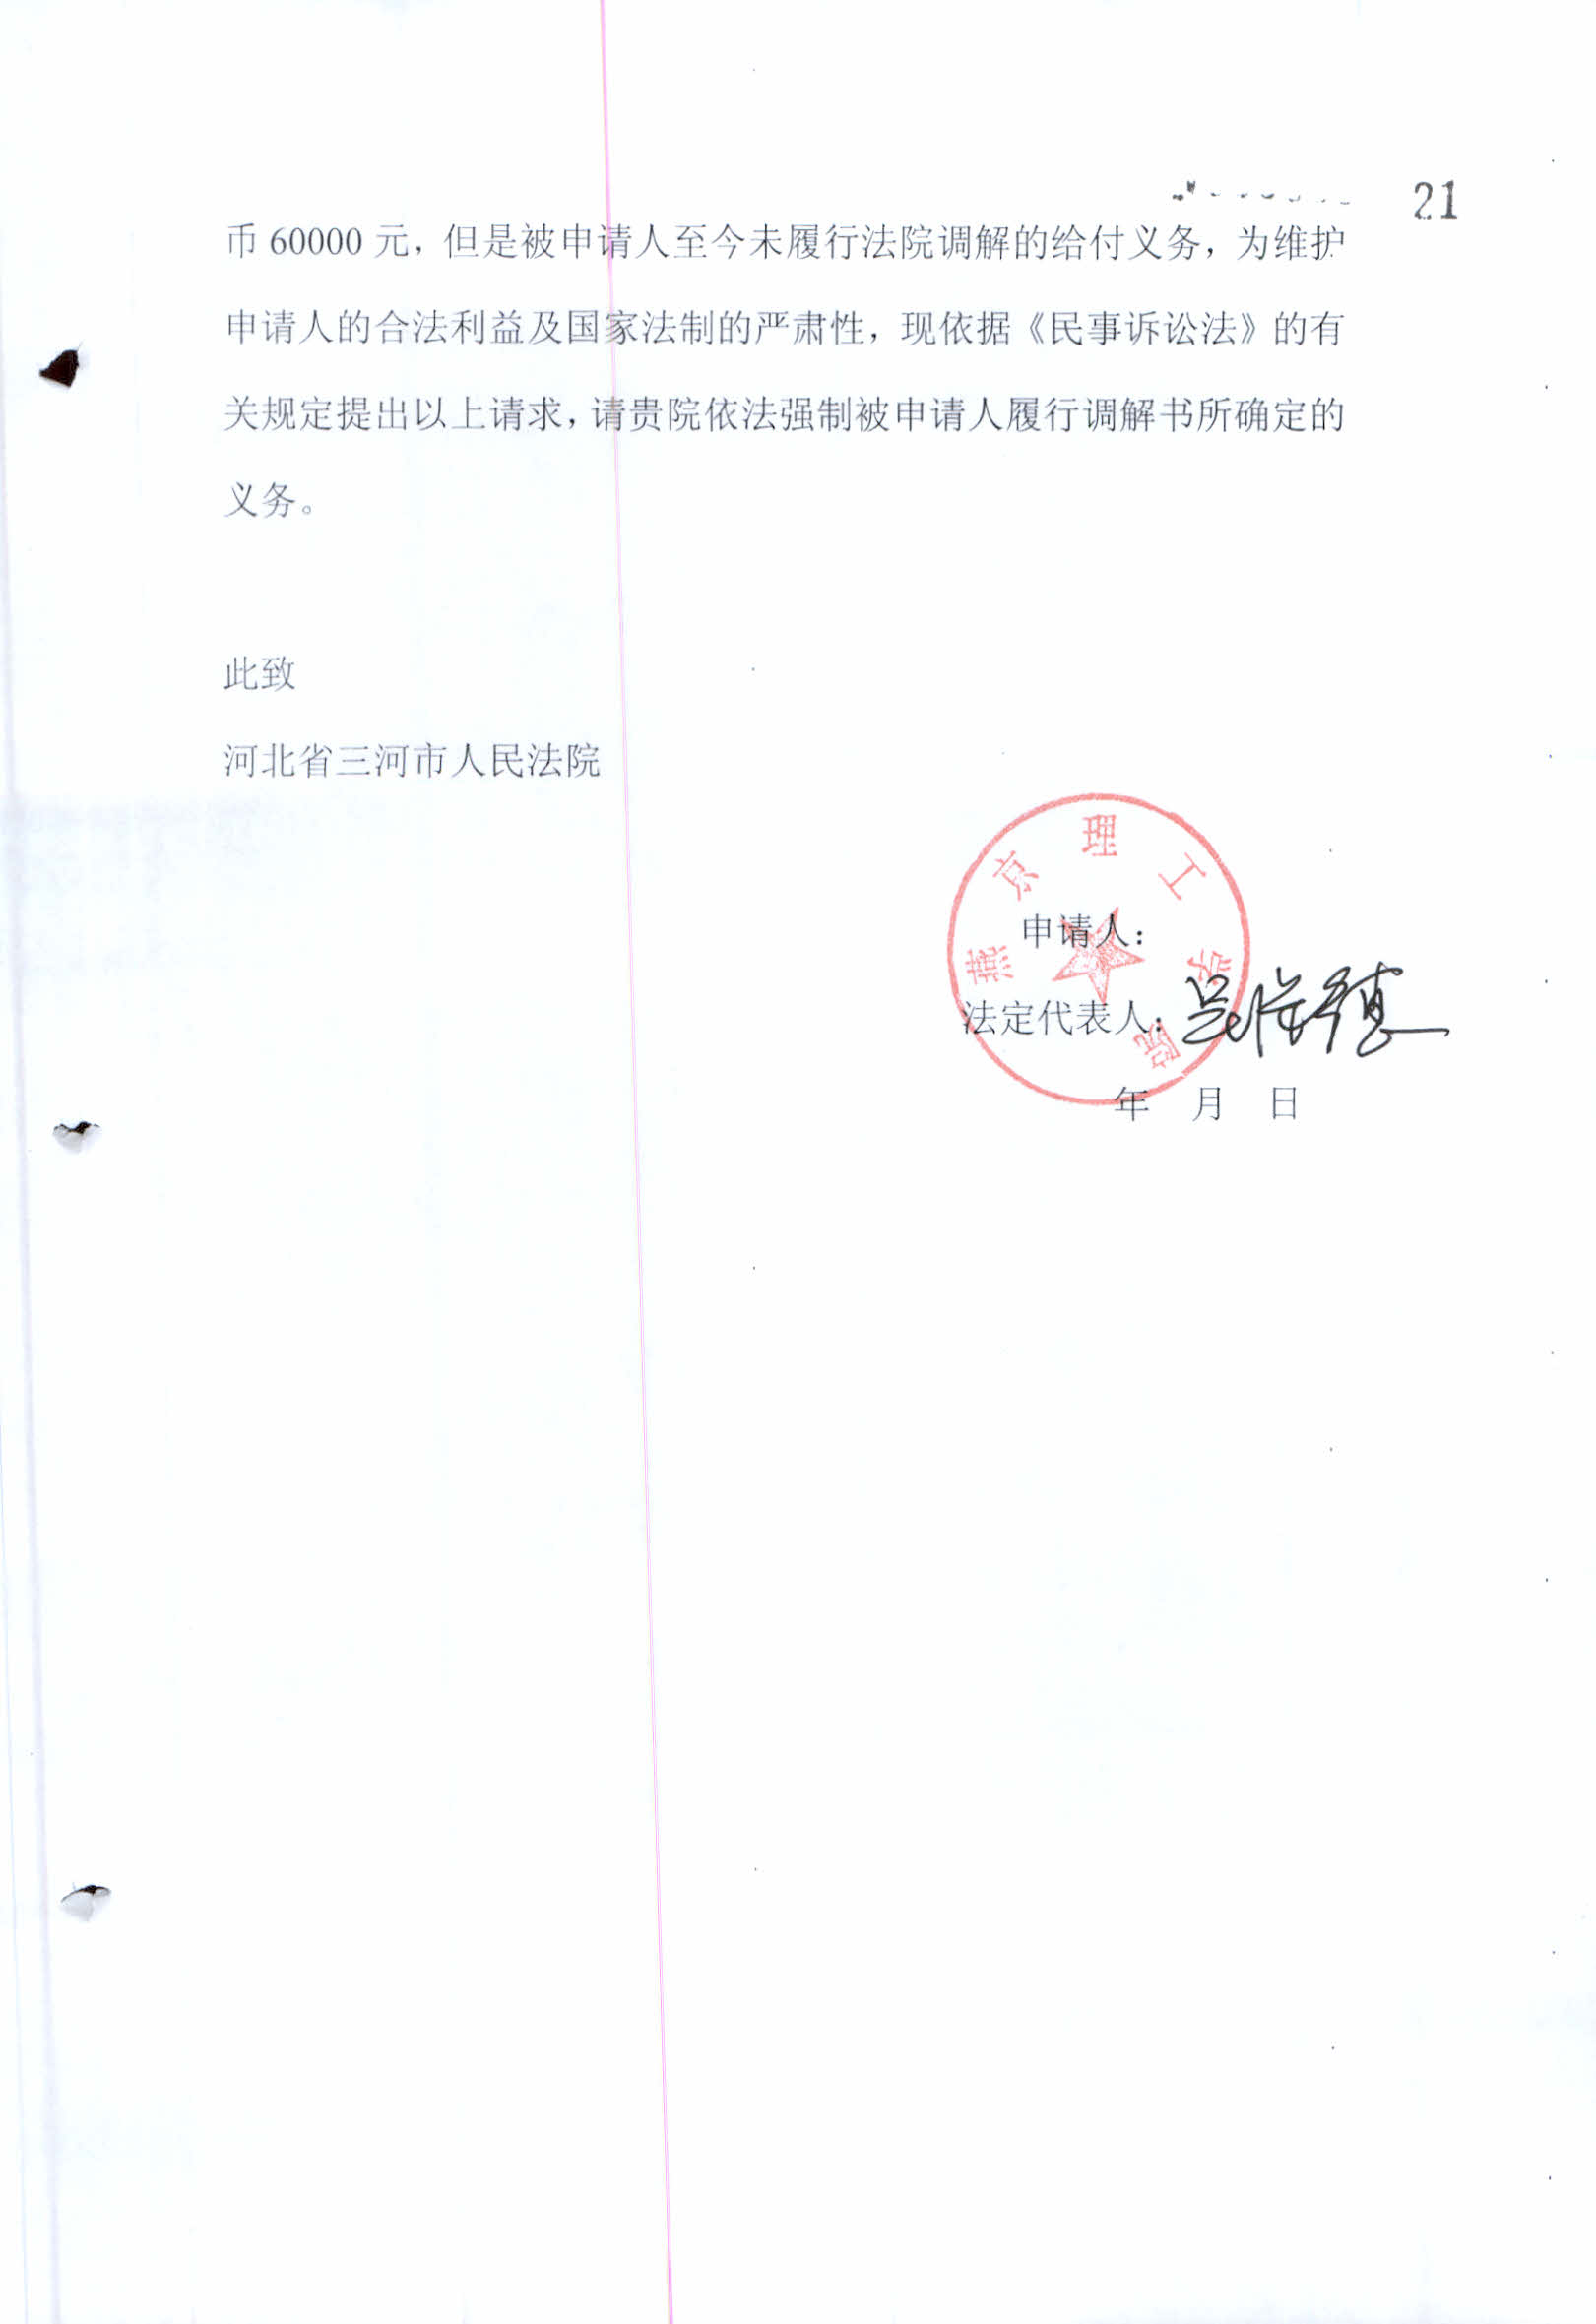 21
币 60000 元，但是被申请人至今未履行法院调解的给付义务，为维护
申请人的合法利益及国家法制的严肃性，现依据《民事诉讼法》的有
关规定提出以上请求，请贵院依法强制被申请人履行调解书所确定的
义务。
此致
河北省三河市人民法院
燕京理工学院
申请人：
法定代表人：
年 月 日